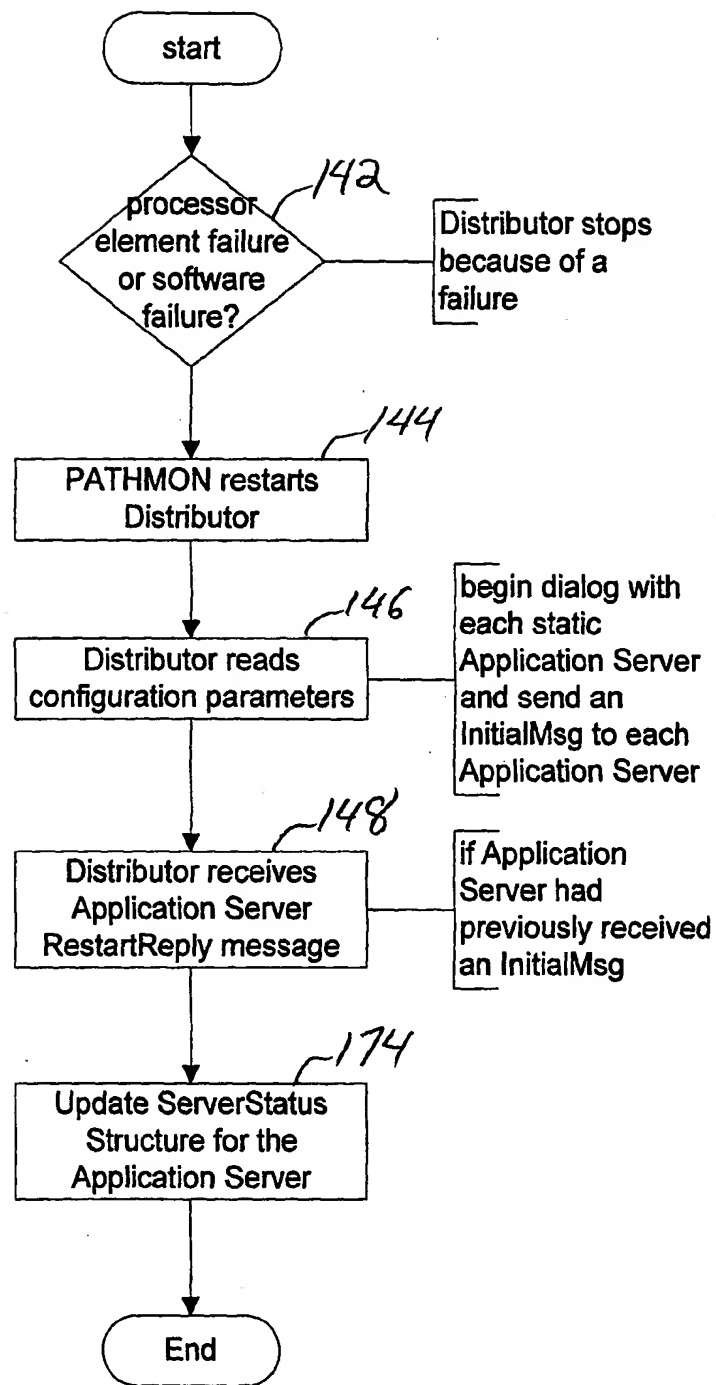 start
142
processor
element failure
or software
failure?
Distributor stops
because of a
failure
144
PATHMON restarts
Distributor
146
Distributor reads
configuration parameters
begin dialog with
each static
Application Server
and send an
InitialMsg to each
Application Server
148
Distributor receives
Application Server
RestartReply message
if Application
Server had
previously received
an InitialMsg
174
Update ServerStatus
Structure for the
Application Server
End